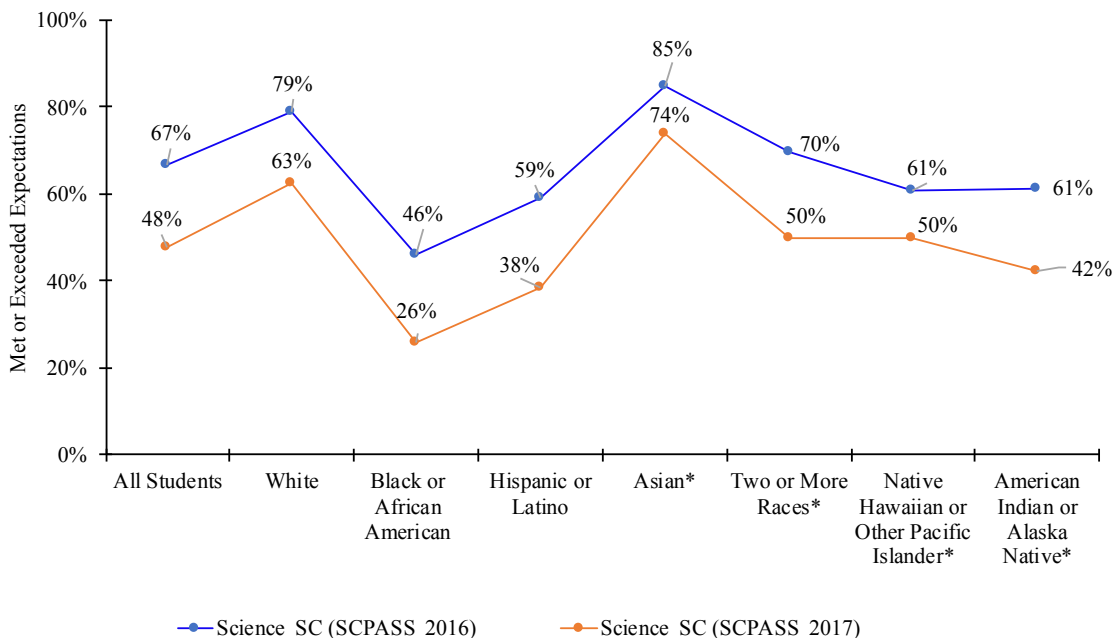 100%
80%
60%
40%
20%
0%
Met or Exceeded Expectations
67%
79%
46%
59%
85%
70%
61%
61%
48%
63%
26%
38%
74%
50%
50%
42%
All Students
White
Black or
African
American
Hispanic or
Latino
Asian*
Two or More
Races*
Native
Hawaiian or
Other Pacific
Islander*
American
Indian or
Alaska
Native*
Science SC (SCPASS 2016)
Science SC (SCPASS 2017)